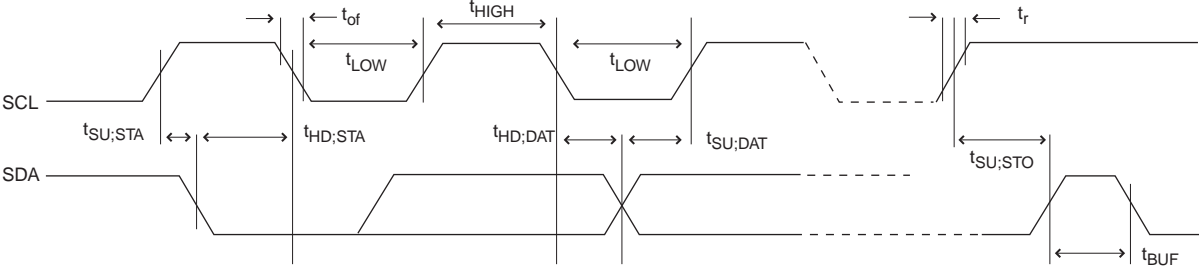 tof
tHIGH
tr
tLOW
tLOW
SCL
tSU;STA
tHD;STA
tHD;DAT
tSU;DAT
tSU;STO
SDA
tBUF